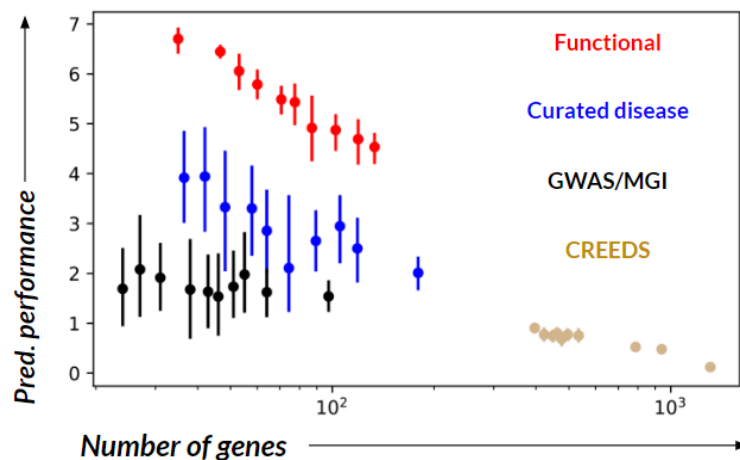 7
6
5
4
3
2
1
0
Pred. performance
Functional
Curated disease
GWAS/MGI
CREEDS
10²
10³
Number of genes